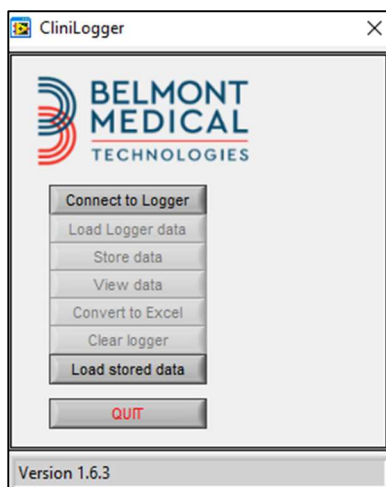 CliniLogger
BELMONT
MEDICAL
TECHNOLOGIES
Connect to Logger
Load Logger data
Store data
View data
Convert to Excel
Clear logger
Load stored data
QUIT
Version 1.6.3